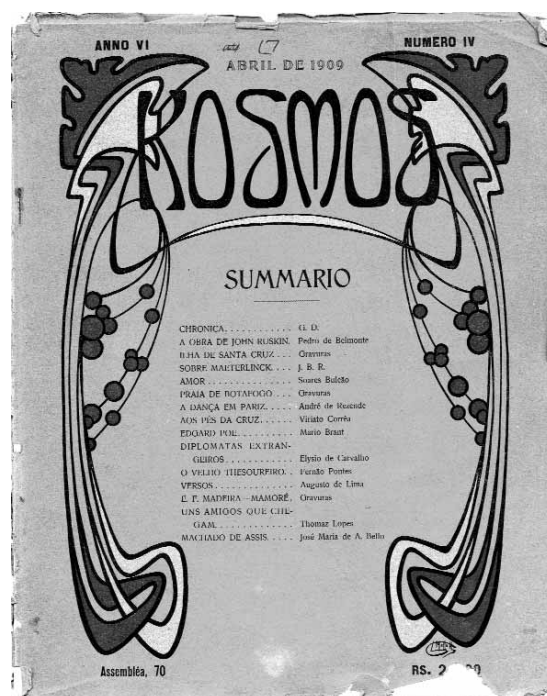 ANNO VI
NUMERO IV
17
ABRIL DE 1909
KOSMOS
SUMMARIO
CHRONICA. . . . . . . . . . . . G. D.
A OBRA DE JOHN RUSKIN. Pedro de Belmonte
ILHA DE SANTA CRUZ . . . Gravuras
SOBRE MAETERLINCK. . . . J. B. R.
AMOR . . . . . . . . . . . . . . . Soares Bulcão
PRAIA DE BOTAFOGO . . . Gravuras
A DANÇA EM PARIZ. . . . . André de Rezende
AOS PÉS DA CRUZ. . . . . . Viriato Corrêa
EDGARD POE. . . . . . . . . . Mario Brant
DIPLOMATAS EXTRAN-
GEIROS . . . . . . . . . . . . Elysio de Carvalho
O VELHO THESOUREIRO. . Fernão Pontes
VERSOS . . . . . . . . . . . . . . Augusto de Lima
E. F. MADEIRA—MAMORÉ. Gravuras
UNS AMIGOS QUE CHE-
GAM. . . . . . . . . . . . . . Thomaz Lopes
MACHADO DE ASSIS. . . . . José Maria de A. Bello
Assembléa, 70
RS. 2